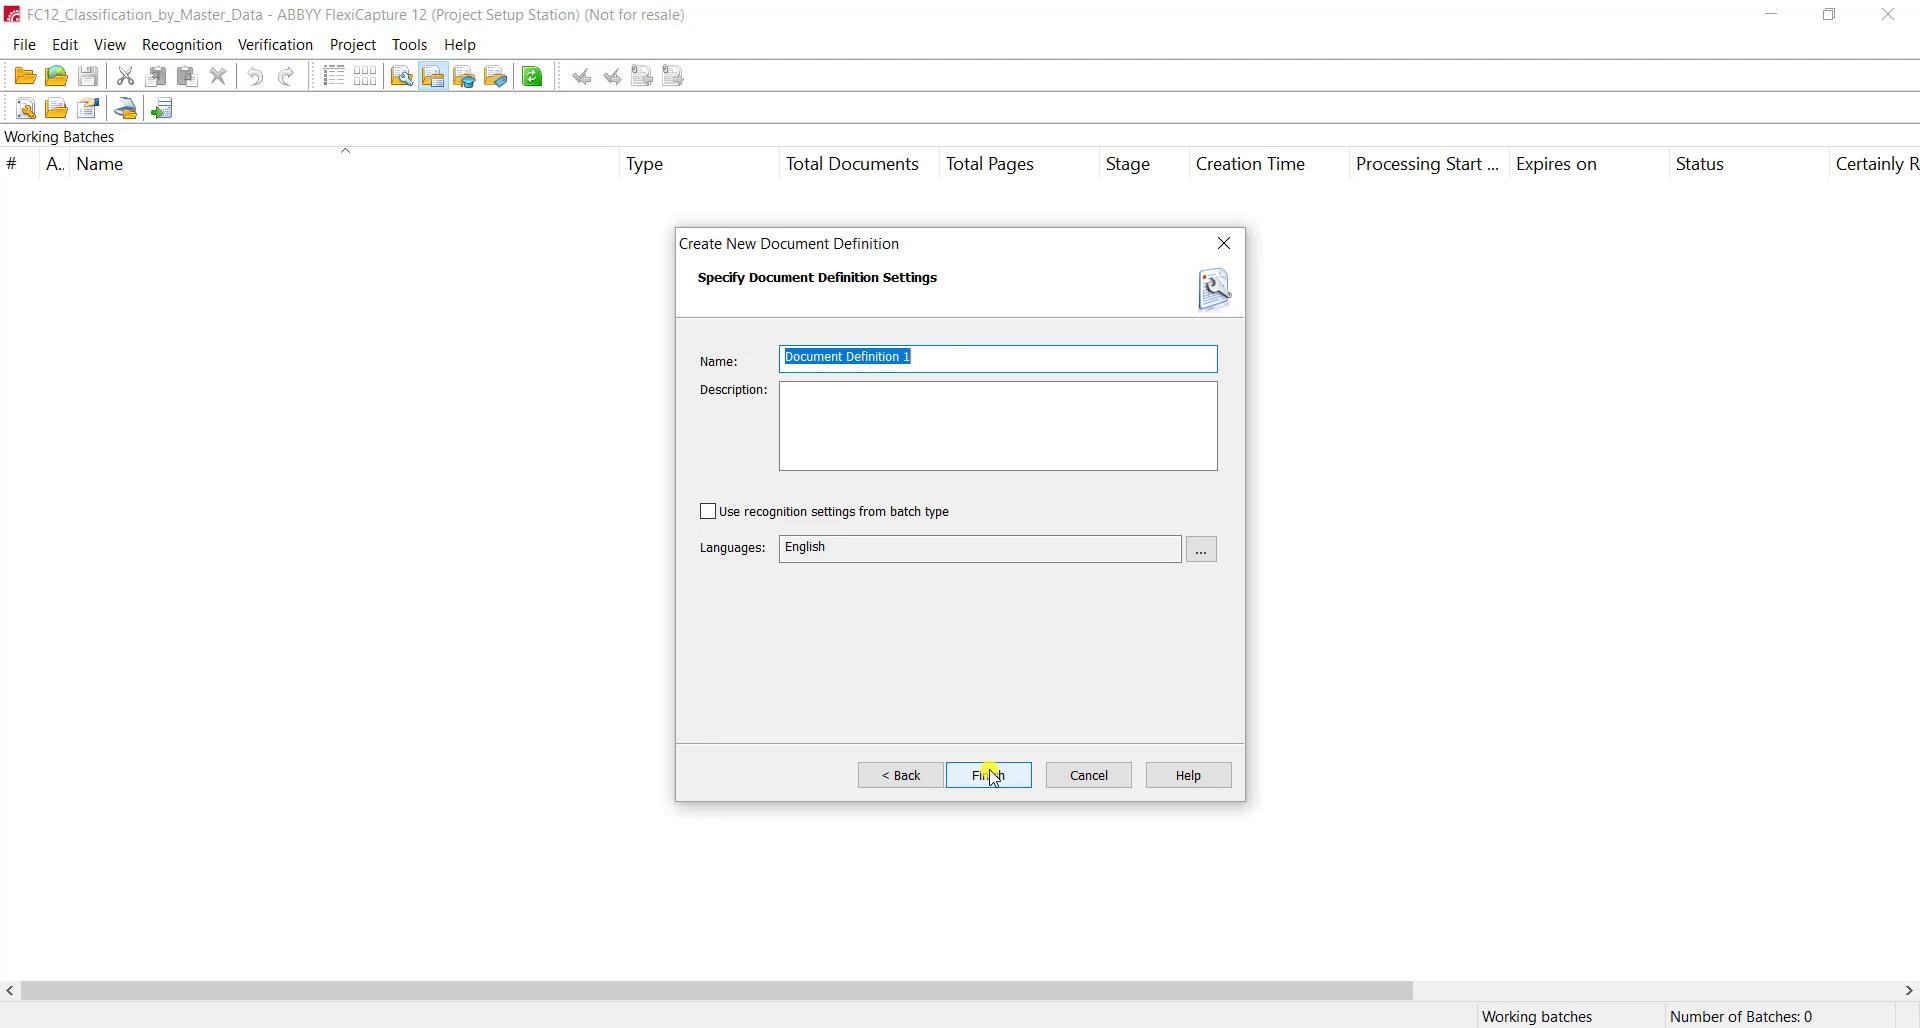 FC12_Classification_by_Master_Data - ABBYY FlexiCapture 12 (Project Setup Station) (Not for resale)
File Edit View Recognition Verification Project Tools Help
Working Batches
# A.. Name Type Total Documents Total Pages Stage Creation Time Processing Start ... Expires on Status Certainly R
Create New Document Definition
Specify Document Definition Settings
Name: Document Definition 1
Description:
Use recognition settings from batch type
Languages: English ...
< Back Finish Cancel Help
Working batches Number of Batches: 0